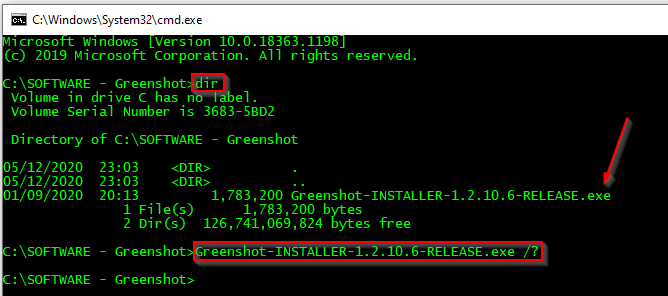 C:\Windows\System32\cmd.exe
Microsoft Windows [Version 10.0.18363.1198]
(c) 2019 Microsoft Corporation. All rights reserved.
C:\SOFTWARE - Greenshot>dir
Volume in drive C has no label.
Volume Serial Number is 3683-5BD2
Directory of C:\SOFTWARE - Greenshot
05/12/2020  23:03    <DIR>          .
05/12/2020  23:03    <DIR>          ..
01/09/2020  20:13         1,783,200 Greenshot-INSTALLER-1.2.10.6-RELEASE.exe
1 File(s)      1,783,200 bytes
2 Dir(s)  126,741,069,824 bytes free
C:\SOFTWARE - Greenshot>Greenshot-INSTALLER-1.2.10.6-RELEASE.exe /?
C:\SOFTWARE - Greenshot>